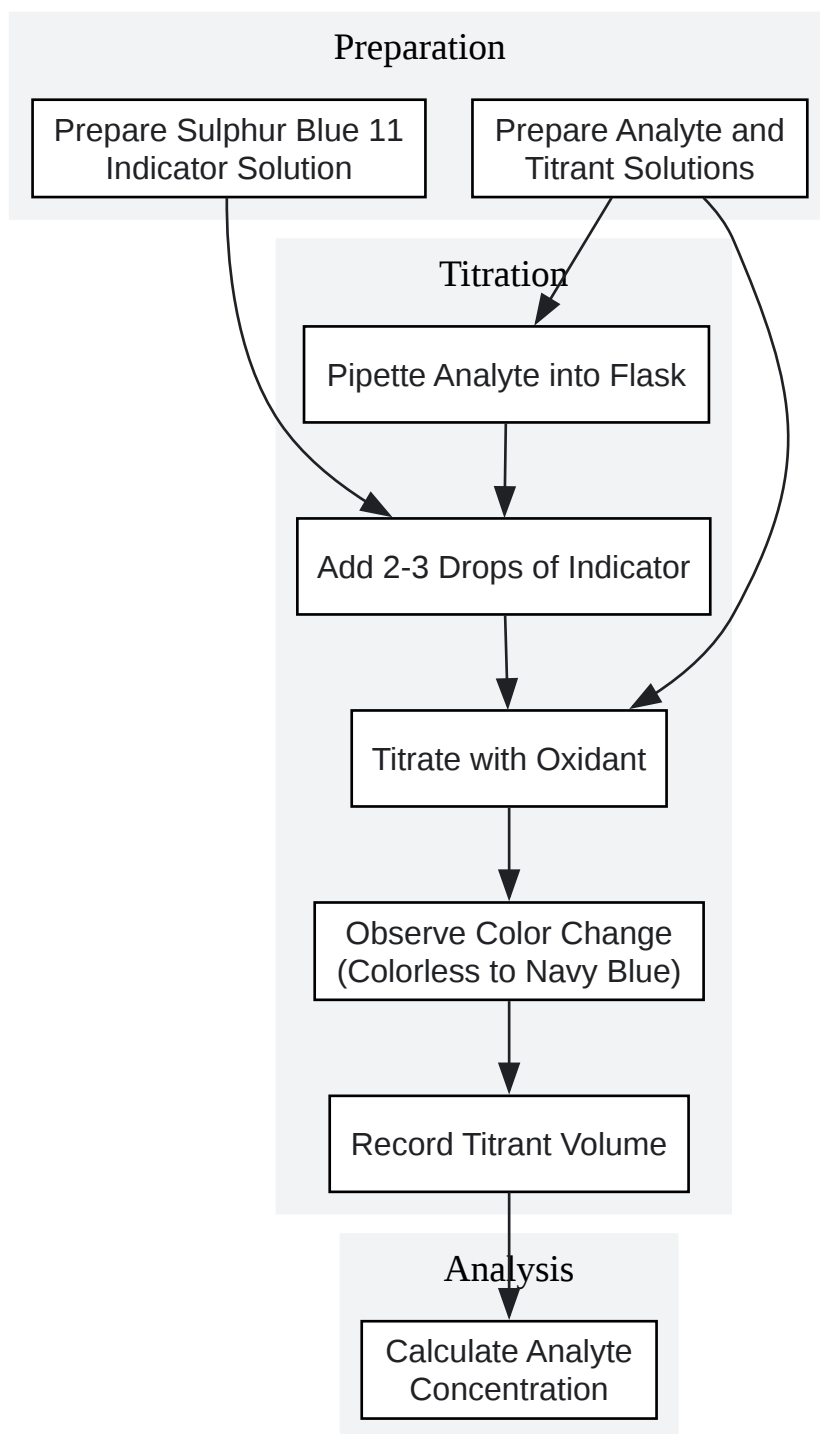 Preparation
Prepare Sulphur Blue 11
Indicator Solution
Prepare Analyte and
Titrant Solutions
Titration
Pipette Analyte into Flask
Add 2-3 Drops of Indicator
Titrate with Oxidant
Observe Color Change
(Colorless to Navy Blue)
Record Titrant Volume
Analysis
Calculate Analyte
Concentration